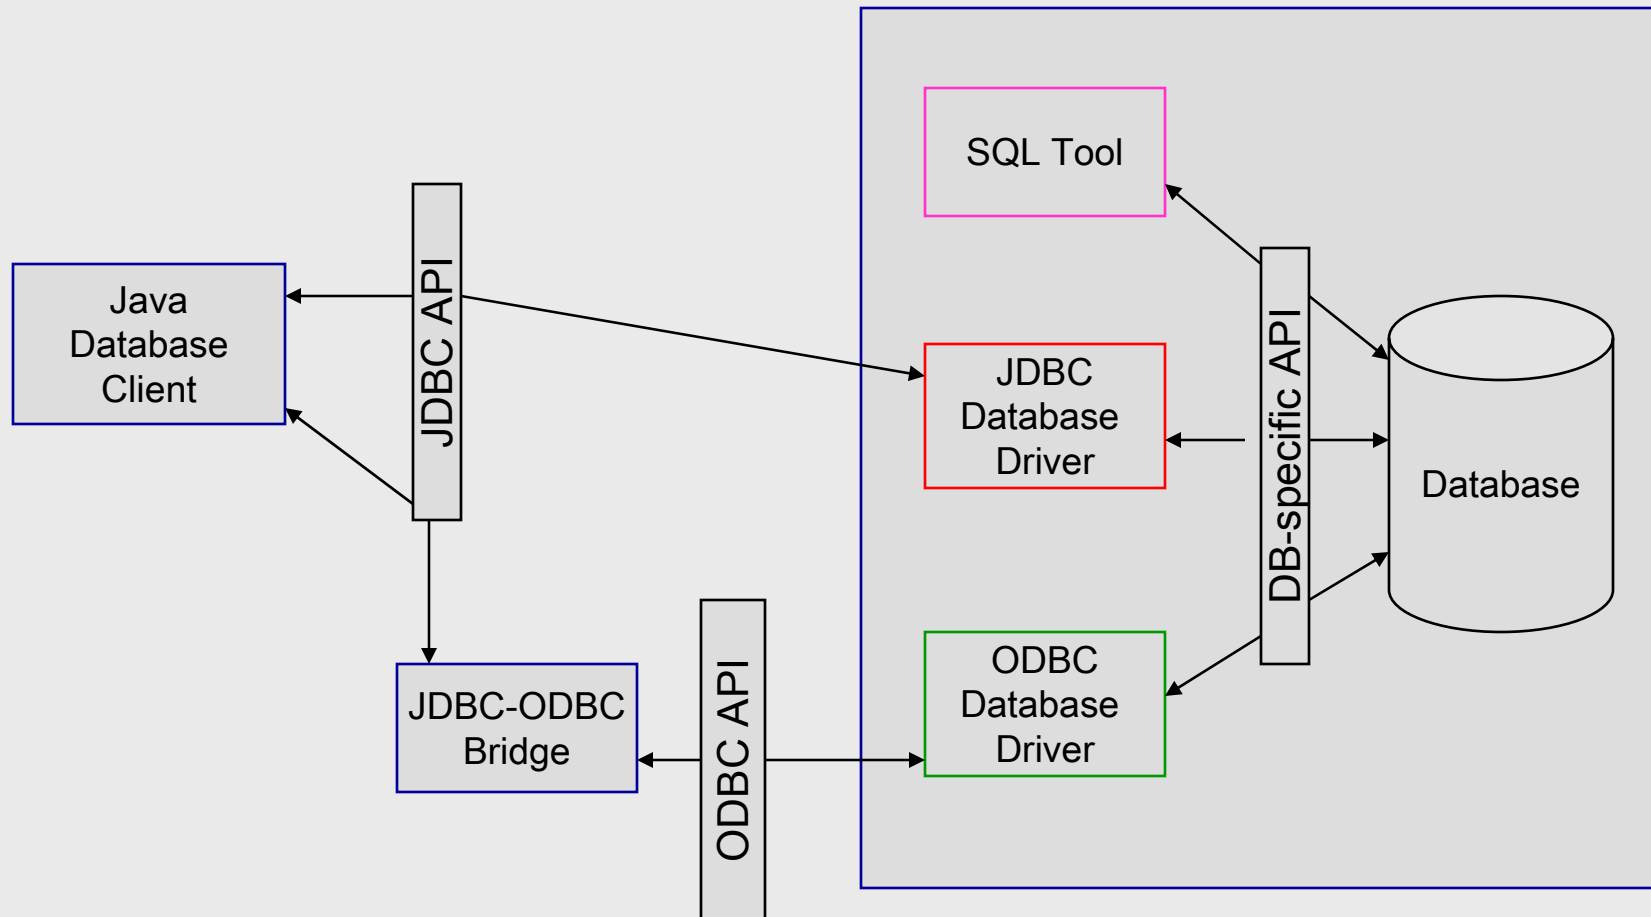 SQL Tool
Java
Database
Client
JDBC API
JDBC
Database
Driver
DB-specific API
Database
JDBC-ODBC
Bridge
ODBC API
ODBC
Database
Driver